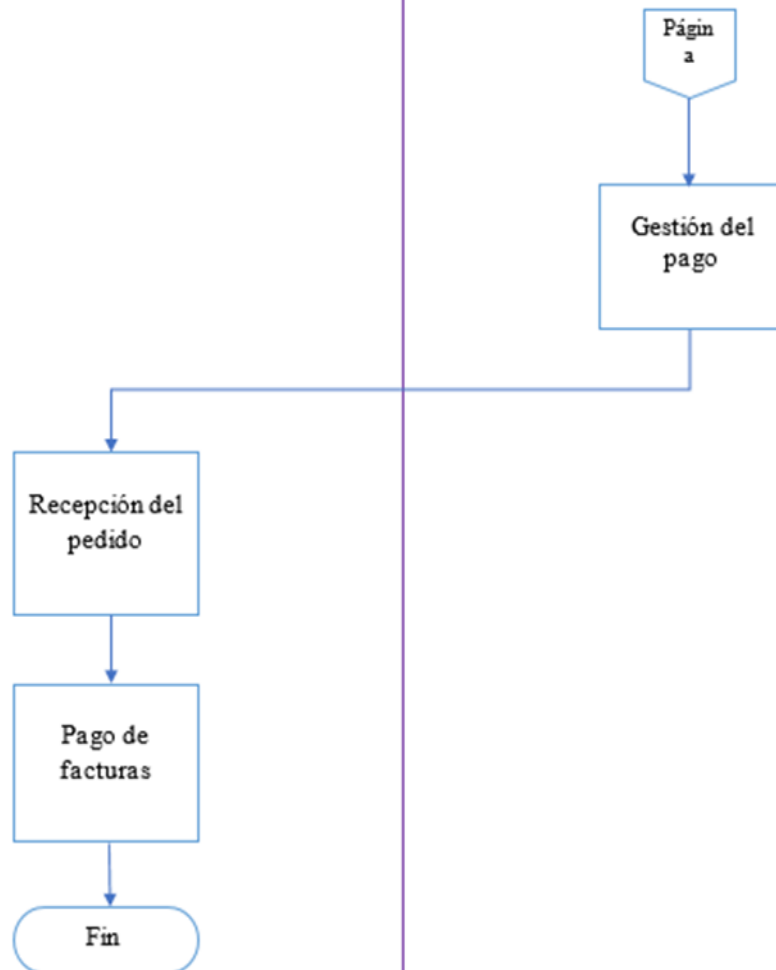 Págin
a
Gestión del
pago
Recepción del
pedido
Pago de
facturas
Fin